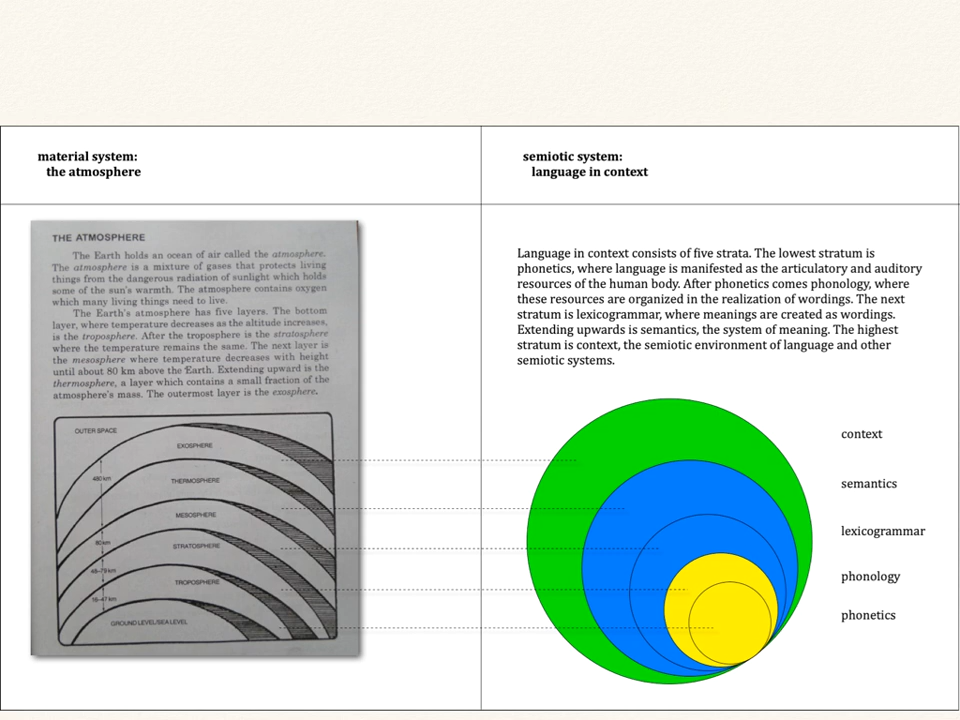 material system:
the atmosphere
semiotic system:
language in context
THE ATMOSPHERE
The Earth holds an ocean of air called the atmosphere.
The atmosphere is a mixture of gases that protects living
things from the dangerous radiation of sunlight which holds
some of the sun's warmth. The atmosphere contains oxygen
which many living things need to live.
The Earth's atmosphere has five layers. The bottom
layer, where temperature decreases as the altitude increases,
is the troposphere. After the troposphere is the stratosphere
where the temperature remains the same. The next layer is
the mesosphere where temperature decreases with height
until about 80 km above the Earth. Extending upward is the
thermosphere, a layer which contains a small fraction of the
atmosphere's mass. The outermost layer is the exosphere.
OUTER SPACE
EXOSPHERE
480 km
THERMOSPHERE
MESOSPHERE
80 km
STRATOSPHERE
km
TROPOSPHERE
km
GROUND LEVEL/SEA LEVEL
Language in context consists of five strata. The lowest stratum is
phonetics, where language is manifested as the articulatory and auditory
resources of the human body. After phonetics comes phonology, where
these resources are organized in the realization of wordings. The next
stratum is lexicogrammar, where meanings are created as wordings.
Extending upwards is semantics, the system of meaning. The highest
stratum is context, the semiotic environment of language and other
semiotic systems.
context
semantics
lexicogrammar
phonology
phonetics